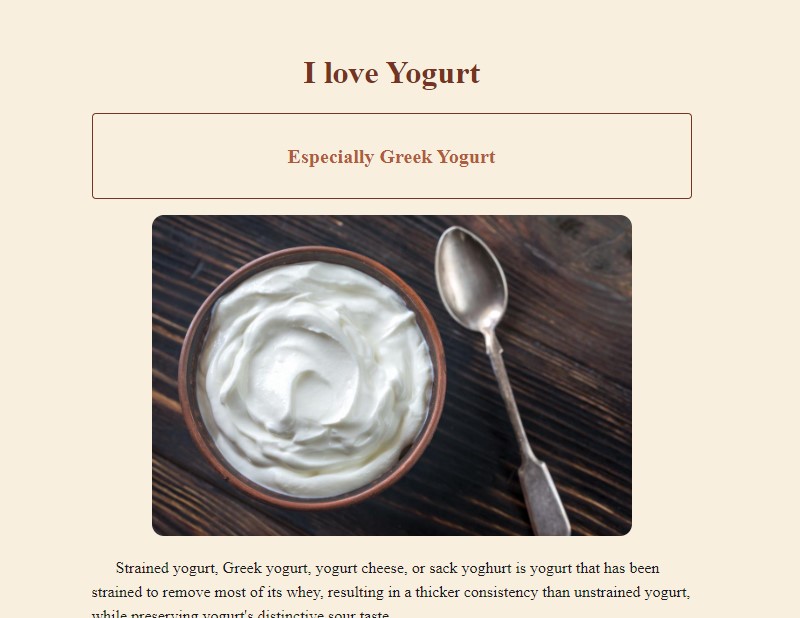 I love Yogurt
Especially Greek Yogurt
Strained yogurt, Greek yogurt, yogurt cheese, or sack yoghurt is yogurt that has been
strained to remove most of its whey, resulting in a thicker consistency than unstrained yogurt,
while preserving yogurt's distinctive sour taste.